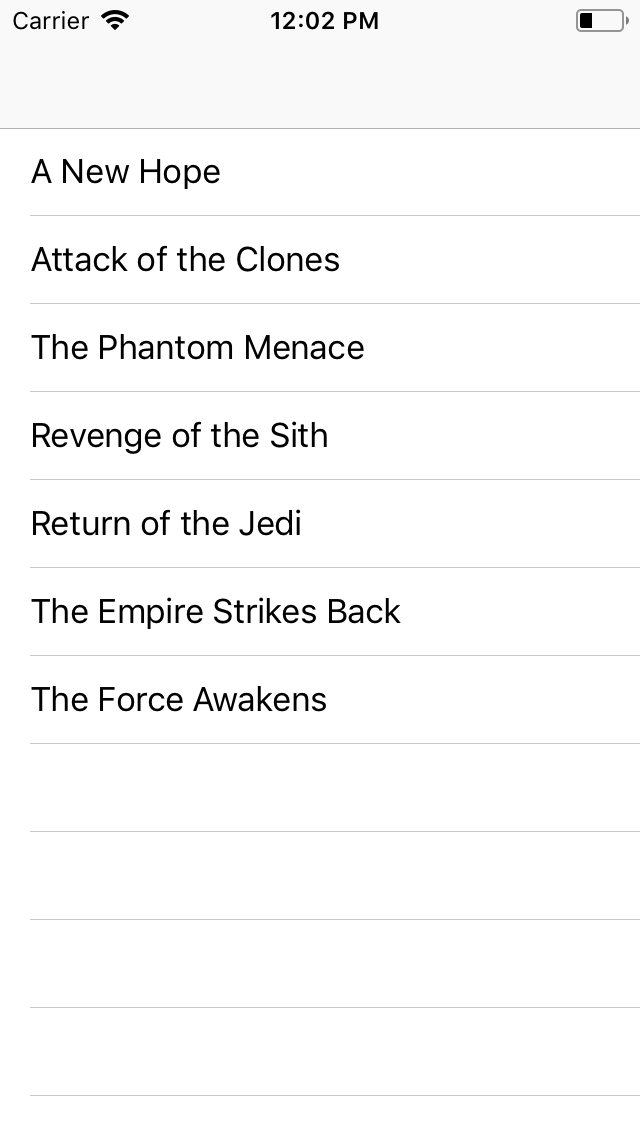 Carrier 12:02 PM
A New Hope
Attack of the Clones
The Phantom Menace
Revenge of the Sith
Return of the Jedi
The Empire Strikes Back
The Force Awakens